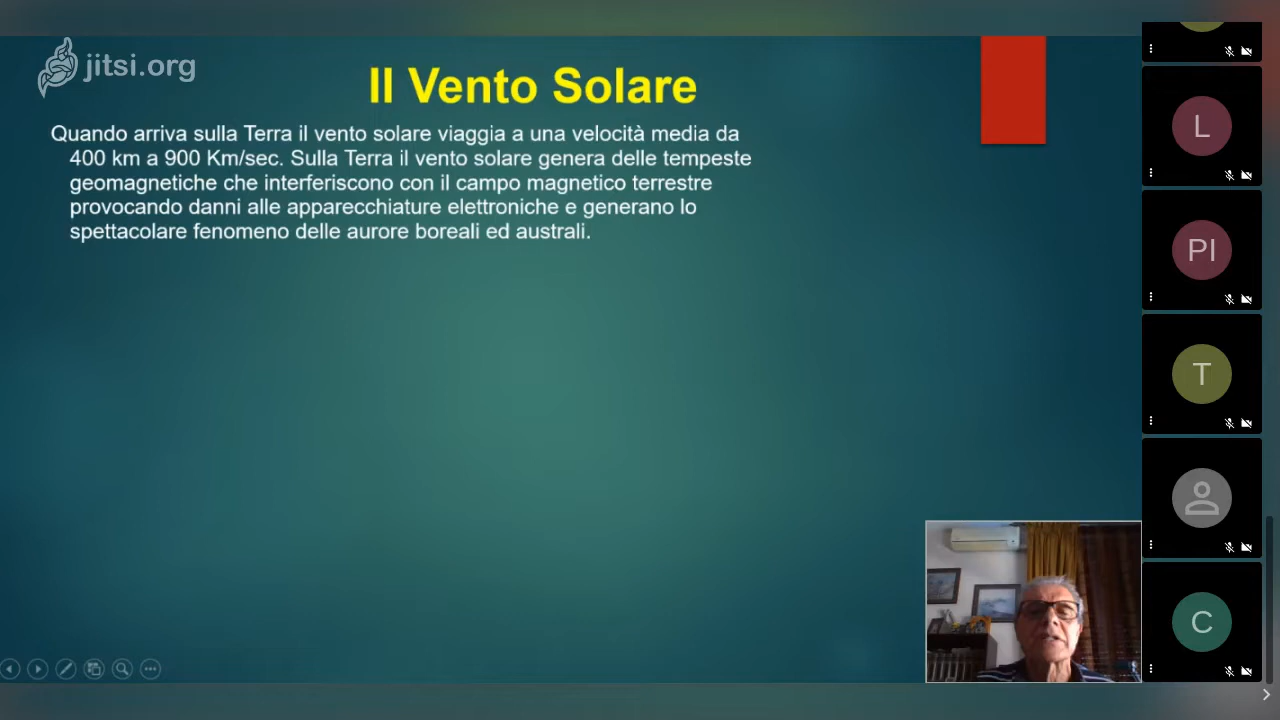 jitsi.org
Il Vento Solare
Quando arriva sulla Terra il vento solare viaggia a una velocità media da
400 km a 900 Km/sec. Sulla Terra il vento solare genera delle tempeste
geomagnetiche che interferiscono con il campo magnetico terrestre
provocando danni alle apparecchiature elettroniche e generano lo
spettacolare fenomeno delle aurore boreali ed australi.
L
PI
T
C